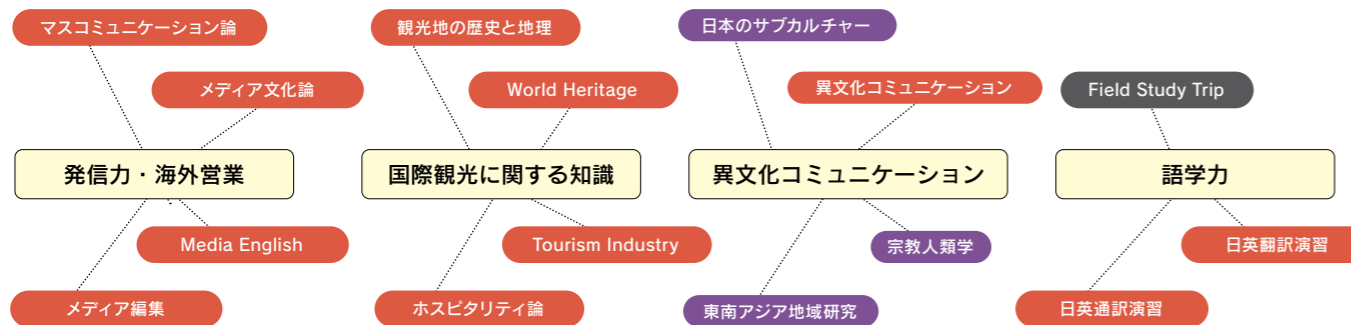 マスコミュニケーション論
メディア文化論
発信力・海外営業
Media English
メディア編集
観光地の歴史と地理
World Heritage
国際観光に関する知識
Tourism Industry
ホスピタリティ論
日本のサブカルチャー
異文化コミュニケーション
異文化コミュニケーション
宗教人類学
東南アジア地域研究
Field Study Trip
語学力
日英翻訳演習
日英通訳演習